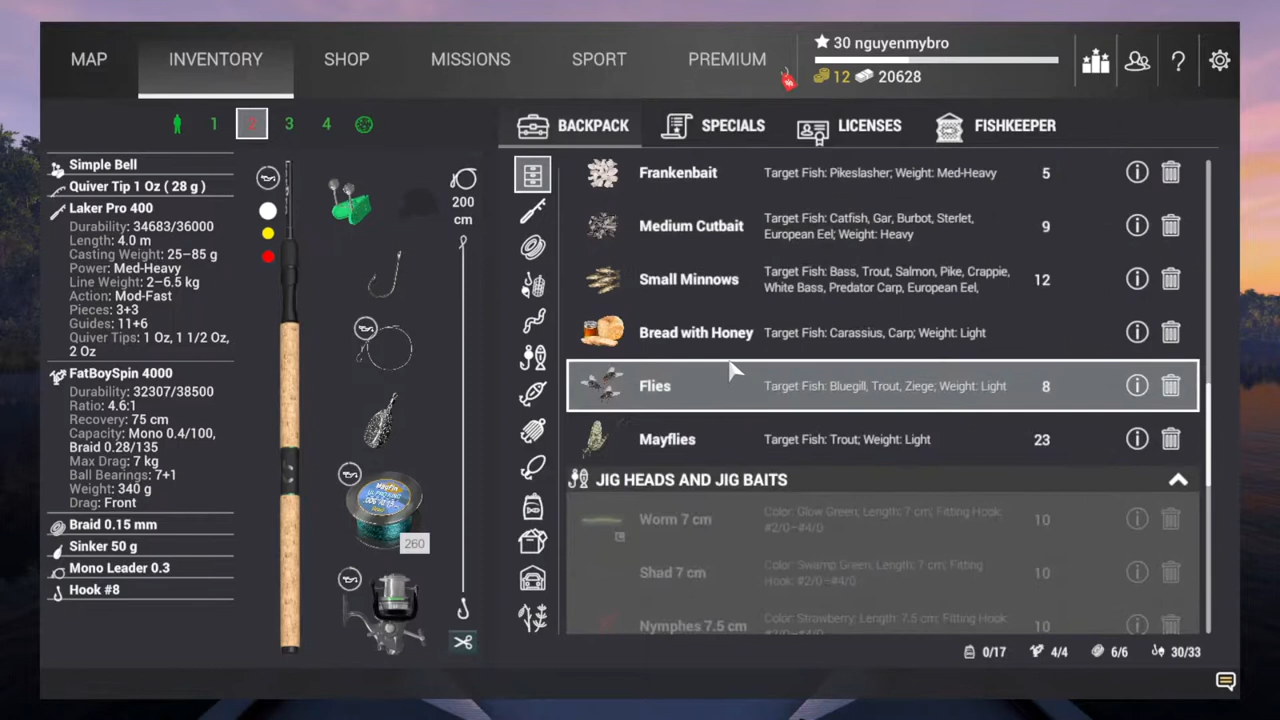 MAP
INVENTORY
SHOP
MISSIONS
SPORT
PREMIUM
30 nguyenmybro
12 20628
1
2
3
4
BACKPACK
SPECIALS
LICENSES
FISHKEEPER
Simple Bell
Quiver Tip 1 Oz ( 28 g )
Laker Pro 400
Durability: 34683/36000
Length: 4.0 m
Casting Weight: 25–85 g
Power: Med-Heavy
Line Weight: 2–6.5 kg
Action: Mod-Fast
Pieces: 3+3
Guides: 11+6
Quiver Tips: 1 Oz, 1 1/2 Oz,
2 Oz
FatBoySpin 4000
Durability: 32307/38500
Ratio: 4.6:1
Recovery: 75 cm
Capacity: Mono 0.4/100,
Braid 0.28/135
Max Drag: 7 kg
Ball Bearings: 7+1
Weight: 340 g
Drag: Front
Braid 0.15 mm
Sinker 50 g
Mono Leader 0.3
Hook #8
200
cm
260
Frankenbait
Target Fish: Pikeslasher; Weight: Med-Heavy
5
Medium Cutbait
Target Fish: Catfish, Gar, Burbot, Sterlet,
European Eel; Weight: Heavy
9
Small Minnows
Target Fish: Bass, Trout, Salmon, Pike, Crappie,
White Bass, Predator Carp, European Eel,
12
Bread with Honey
Target Fish: Carassius, Carp; Weight: Light
Flies
Target Fish: Bluegill, Trout, Ziege; Weight: Light
8
Mayflies
Target Fish: Trout; Weight: Light
23
JIG HEADS AND JIG BAITS
Worm 7 cm
Color: Glow Green, Length: 7 cm; Fitting Hook:
#2/0–#4/0
10
Shad 7 cm
Color: Swamp Green, Length: 7 cm; Fitting
Hook: #2/0–#4/0
10
Nymphes 7.5 cm
Color: Strawberry; Length: 7.5 cm; Fitting Hook:
10
0/17
4/4
6/6
30/33